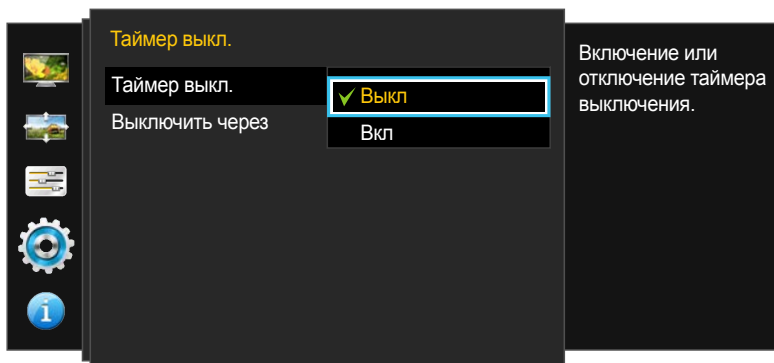 Таймер выкл.
Таймер выкл.
Выкл
Выключить через
Вкл
Включение или
отключение таймера
выключения.